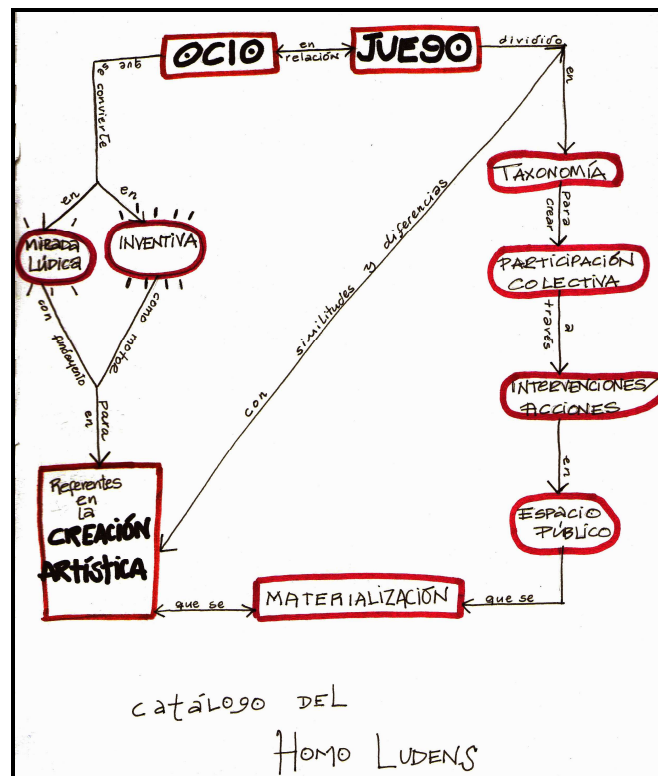 OCIO
en
relación
JUEGO
dividido
en
que
se convierte
en
en
MIRADA
LÚDICA
INVENTIVA
con fundamento
como motor
en
para
Referentes
en
la
CREACIÓN
ARTÍSTICA
con similitudes y diferencias
TAXONOMÍA
para
crear
PARTICIPACIÓN
COLECTIVA
a
través
INTERVENCIONES/
ACCIONES
en
ESPACIO
PÚBLICO
que se
MATERIALIZACIÓN
que se
catálogo DEL
HOMO LUDENS